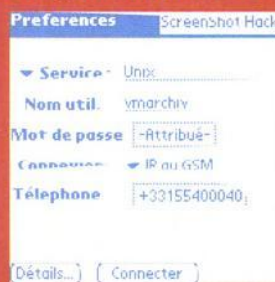 Preferences ScreenShot Hack
Service : Unix
Nom util. vmarchiv
Mot de passe -Attribué-
Connexion IR au GSM
Téléphone +33155400040
Détails... Connecter